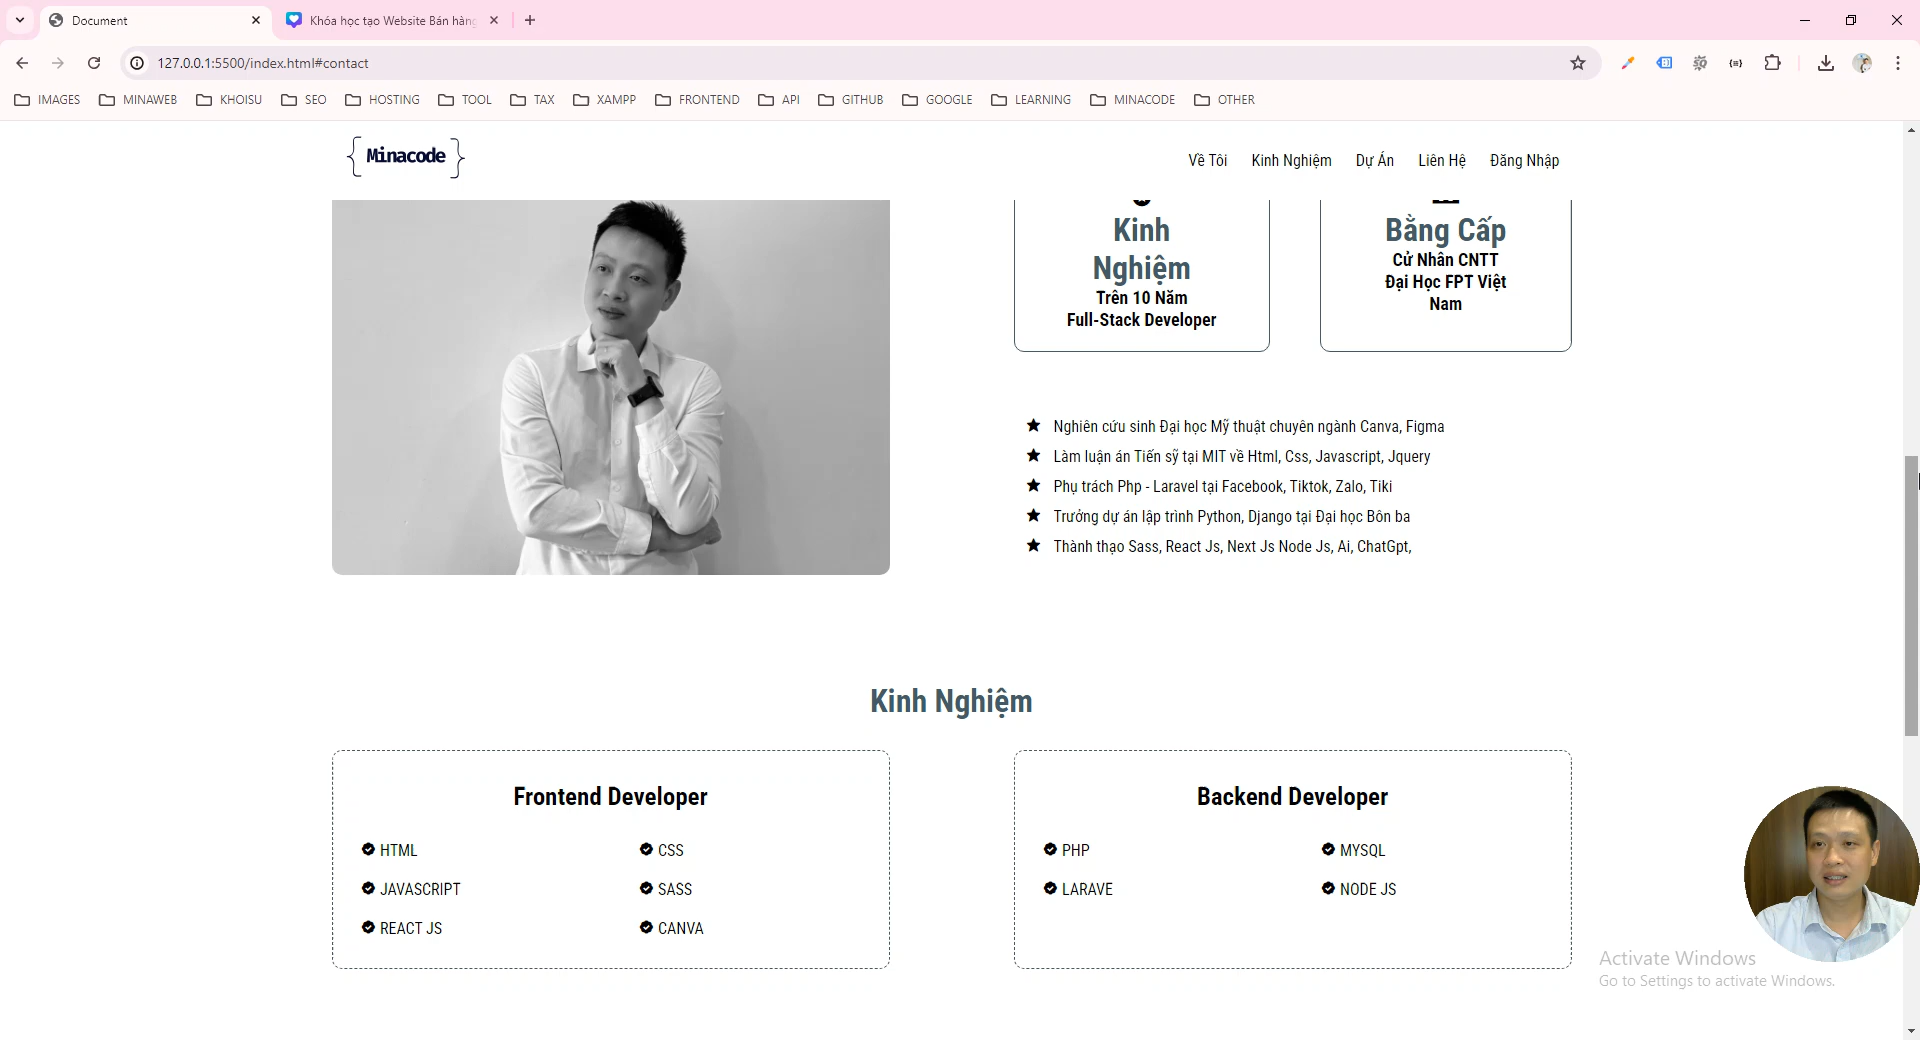 Document
Khóa học tạo Website Bán hàng
127.0.0.1:5500/index.html#contact
IMAGES
MINAWEB
KHOISU
SEO
HOSTING
TOOL
TAX
XAMPP
FRONTEND
API
GITHUB
GOOGLE
LEARNING
MINACODE
OTHER
Minacode
Về Tôi
Kinh Nghiệm
Dự Án
Liên Hệ
Đăng Nhập
Kinh
Nghiệm
Trên 10 Năm
Full-Stack Developer
Bằng Cấp
Cử Nhân CNTT
Đại Học FPT Việt
Nam
Nghiên cứu sinh Đại học Mỹ thuật chuyên ngành Canva, Figma
Làm luận án Tiến sỹ tại MIT về Html, Css, Javascript, Jquery
Phụ trách Php - Laravel tại Facebook, Tiktok, Zalo, Tiki
Trưởng dự án lập trình Python, Django tại Đại học Bôn ba
Thành thạo Sass, React Js, Next Js Node Js, Ai, ChatGpt,
Kinh Nghiệm
Frontend Developer
HTML
CSS
JAVASCRIPT
SASS
REACT JS
CANVA
Backend Developer
PHP
MYSQL
LARAVE
NODE JS
Activate Windows
Go to Settings to activate Windows.